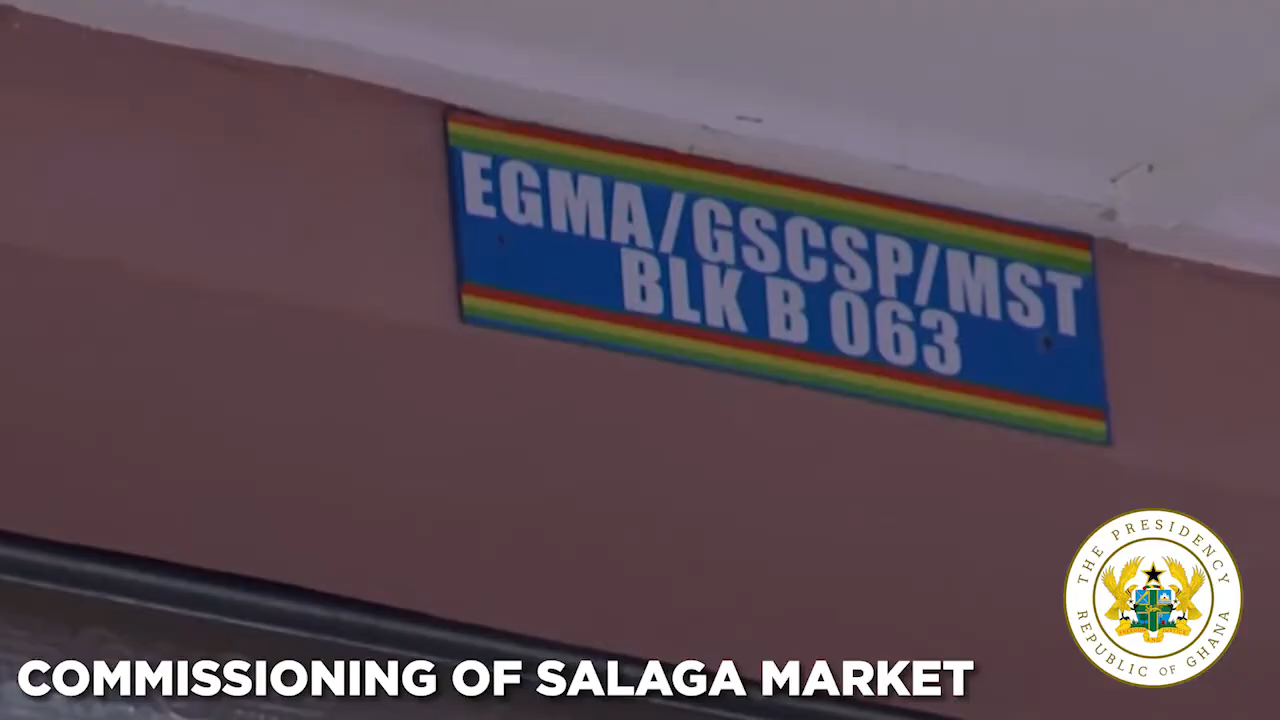 EGMA/GSCSP/MST
BLK B 063
THE PRESIDENCY
REPUBLIC OF GHANA
COMMISSIONING OF SALAGA MARKET